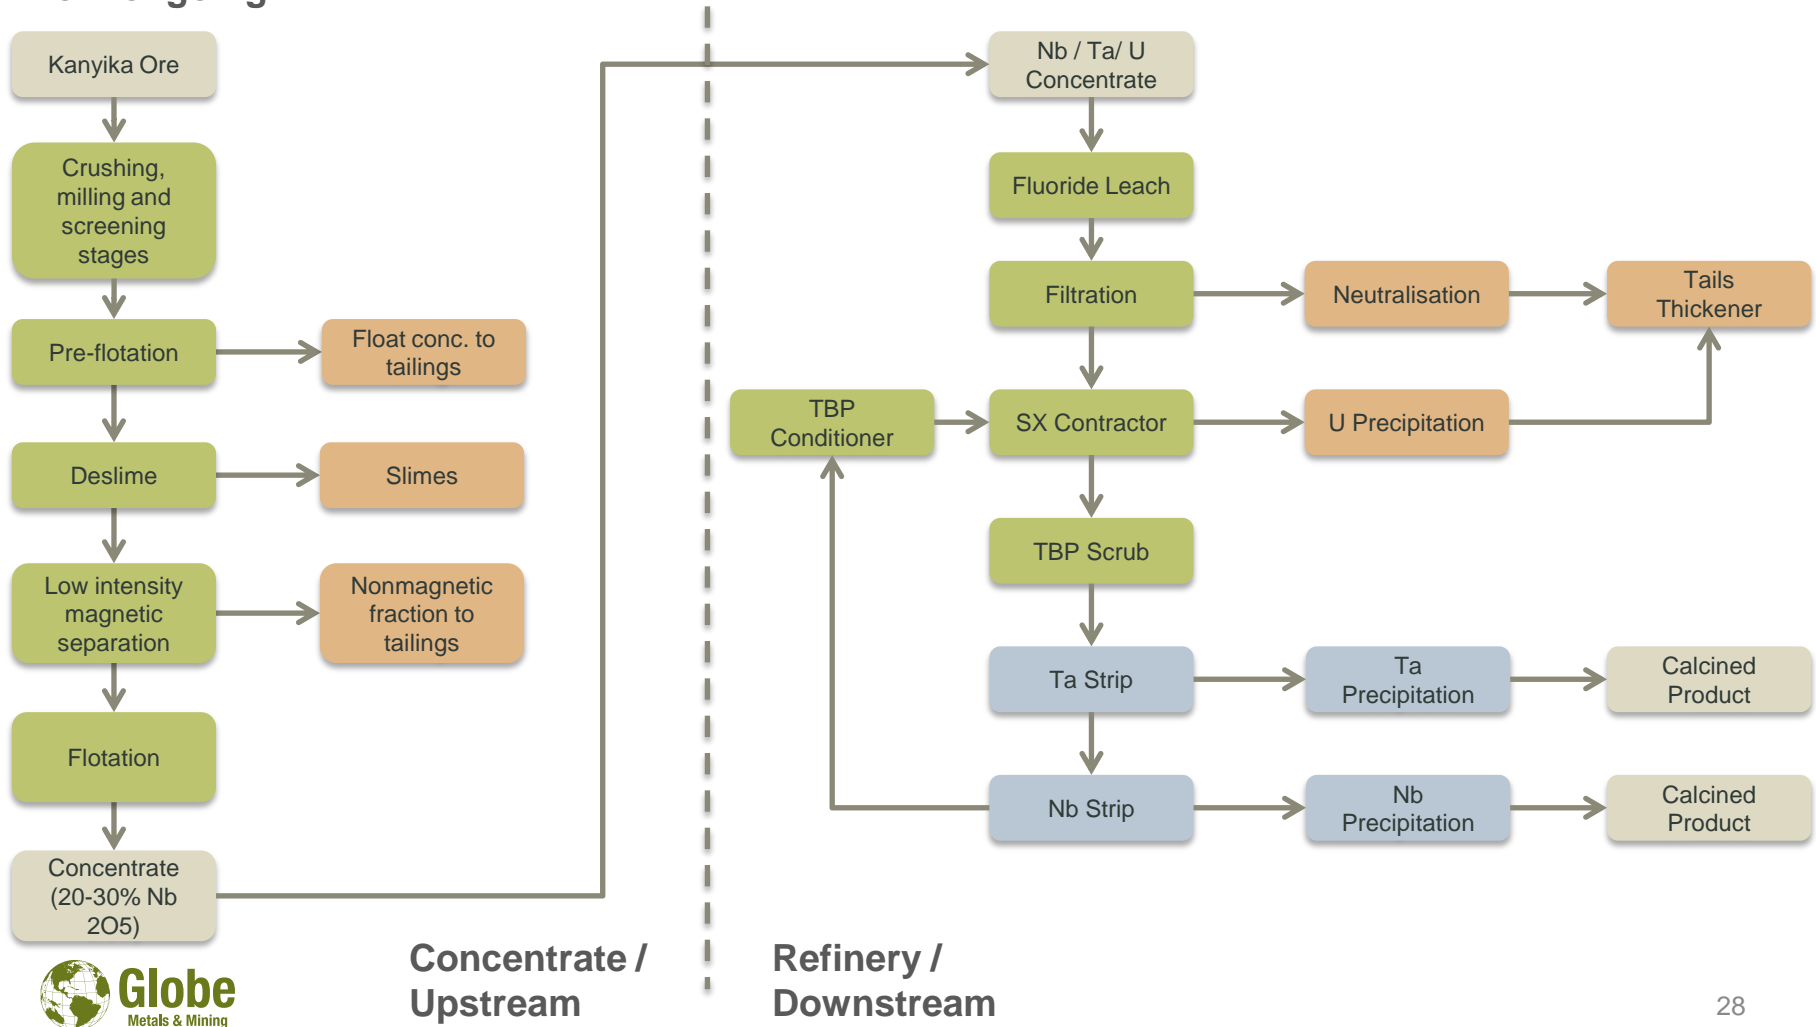 Kanyika Ore
Crushing,
milling and
screening
stages
Pre-flotation
Float conc. to
tailings
Deslime
Slimes
Low intensity
magnetic
separation
Nonmagnetic
fraction to
tailings
Flotation
Concentrate
(20-30% Nb
2O5)
Concentrate /
Upstream
Nb / Ta/ U
Concentrate
Fluoride Leach
Filtration
Neutralisation
Tails
Thickener
TBP
Conditioner
SX Contractor
U Precipitation
TBP Scrub
Ta Strip
Ta
Precipitation
Calcined
Product
Nb Strip
Nb
Precipitation
Calcined
Product
Refinery /
Downstream
Globe
Metals & Mining
28